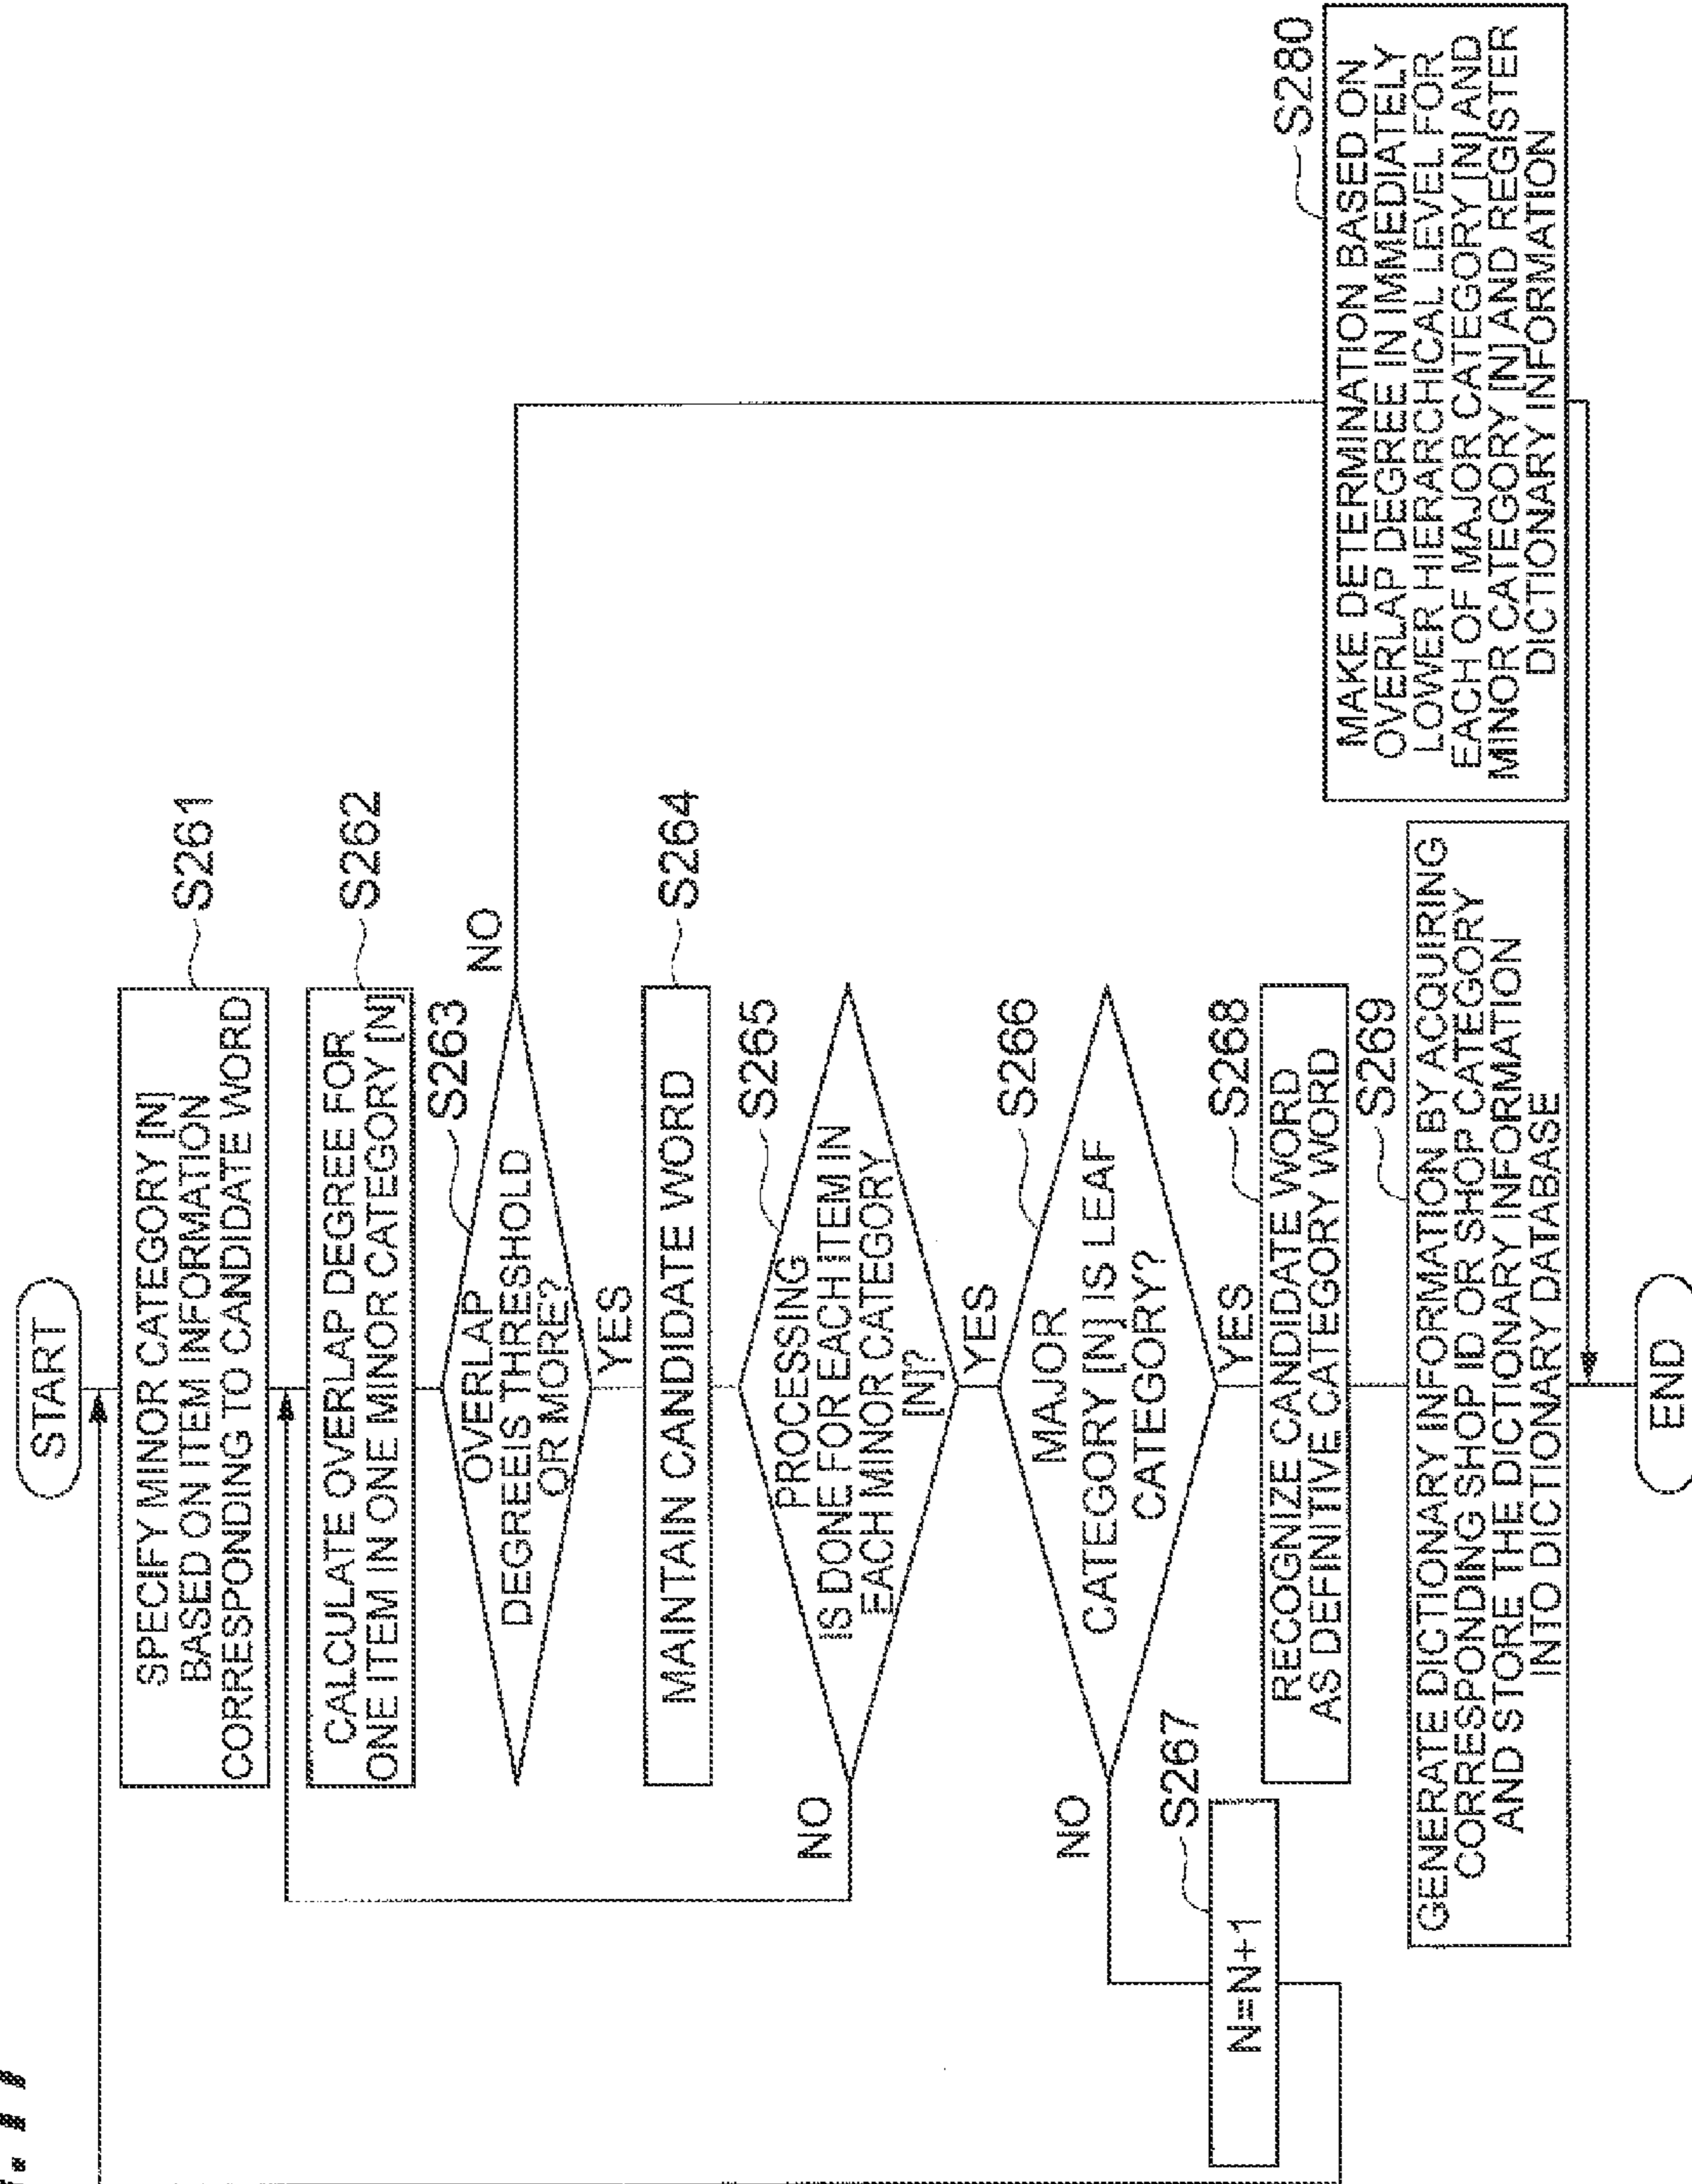 START
SPECIFY MINOR CATEGORY [N]
BASED ON ITEM INFORMATION
CORRESPONDING TO CANDIDATE WORD
S261
CALCULATE OVERLAP DEGREE FOR
ONE ITEM IN ONE MINOR CATEGORY [N]
S262
S263
OVERLAP
DEGREEIS THRESHOLD
OR MORE?
NO
YES
MAINTAIN CANDIDATE WORD
S264
S265
PROCESSING
IS DONE FOR EACH ITEM IN
EACH MINOR CATEGORY
[N]?
NO
YES
S266
MAJOR
CATEGORY [N] IS LEAF
CATEGORY?
NO
YES
S267
N=N+1
S268
RECOGNIZE CANDIDATE WORD
AS DEFINITIVE CATEGORY WORD
S269
GENERATE DICTIONARY INFORMATION BY ACQUIRING
CORRESPONDING SHOP ID OR SHOP CATEGORY
AND STORE THE DICTIONARY INFORMATION
INTO DICTIONARY DATABASE
S280
MAKE DETERMINATION BASED ON
OVERLAP DEGREE IN IMMEDIATELY
LOWER HIERARCHICAL LEVEL FOR
EACH OF MAJOR CATEGORY [N] AND
MINOR CATEGORY [N] AND REGISTER
DICTIONARY INFORMATION
END